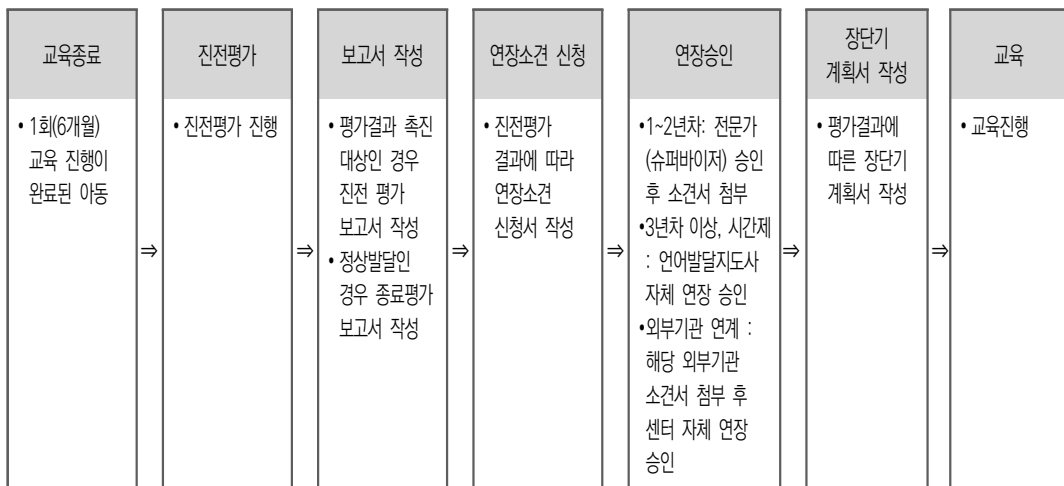 교육종료
• 1회(6개월)
교육 진행이
완료된 아동
⇒
진전평가
• 진전평가 진행
⇒
보고서 작성
• 평가결과 촉진
대상인 경우
진전 평가
보고서 작성
• 정상발달인
경우 종료평가
보고서 작성
⇒
연장소견 신청
• 진전평가
결과에 따라
연장소견
신청서 작성
⇒
연장승인
•1~2년차: 전문가
(슈퍼바이저) 승인
후 소견서 첨부
•3년차 이상, 시간제
: 언어발달지도사
자체 연장 승인
•외부기관 연계 :
해당 외부기관
소견서 첨부 후
센터 자체 연장
승인
⇒
장단기
계획서 작성
• 평가결과에
따른 장단기
계획서 작성
⇒
교육
• 교육진행